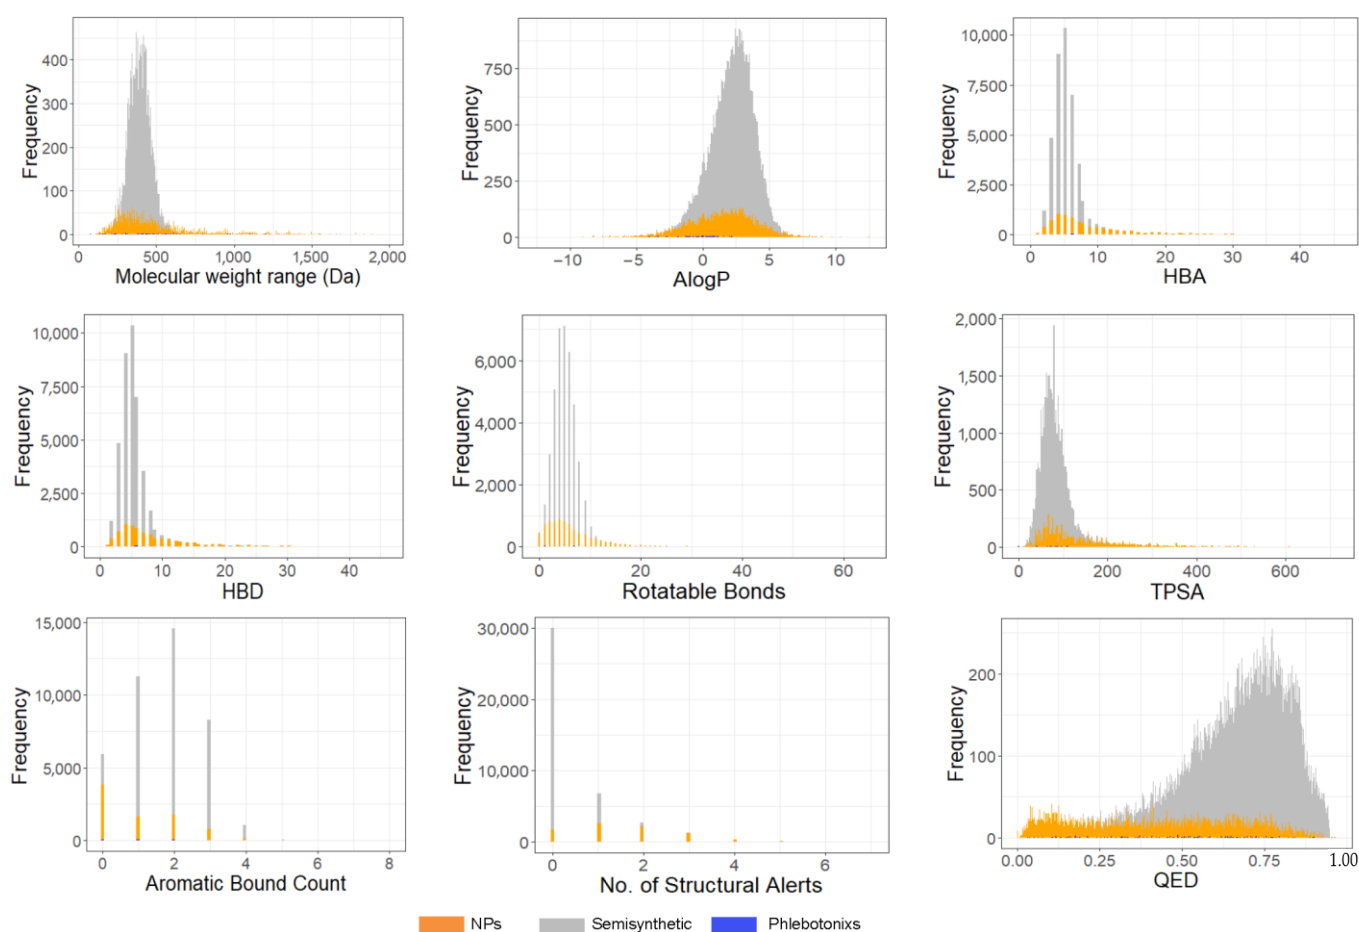 400
300
200
100
0
Frequency
0 500 1,000 1,500 2,000
Molecular weight range (Da)
750
500
250
0
Frequency
−10 −5 0 5 10
AlogP
10,000
7,500
5,000
2,500
0
Frequency
0 10 20 30 40
HBA
10,000
7,500
5,000
2,500
0
Frequency
0 10 20 30 40
HBD
6,000
4,000
2,000
0
Frequency
0 20 40 60
Rotatable Bonds
2,000
1,500
1,000
500
0
Frequency
0 200 400 600
TPSA
15,000
10,000
5,000
0
Frequency
0 2 4 6 8
Aromatic Bound Count
30,000
20,000
10,000
0
Frequency
0 2 4 6
No. of Structural Alerts
200
100
0
Frequency
0.00 0.25 0.50 0.75 1.00
QED
NPs Semisynthetic Phlebotonixs